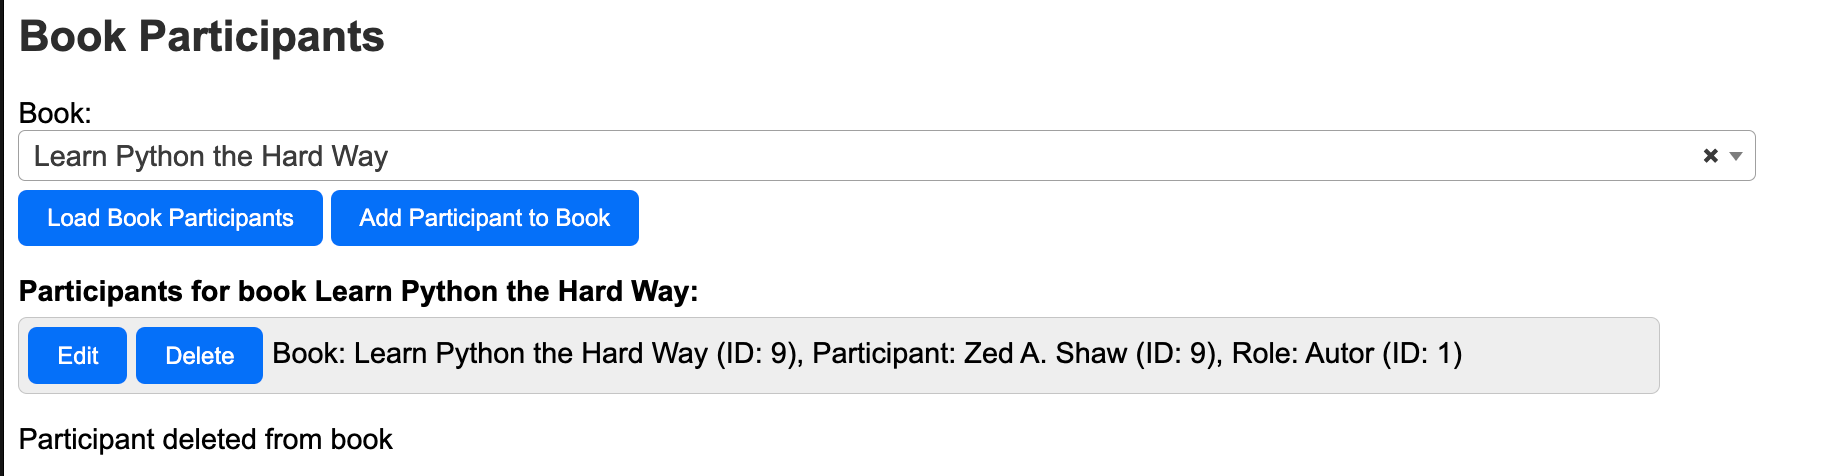 Book Participants
Book:
Learn Python the Hard Way
Load Book Participants Add Participant to Book
Participants for book Learn Python the Hard Way:
Edit Delete Book: Learn Python the Hard Way (ID: 9), Participant: Zed A. Shaw (ID: 9), Role: Autor (ID: 1)
Participant deleted from book